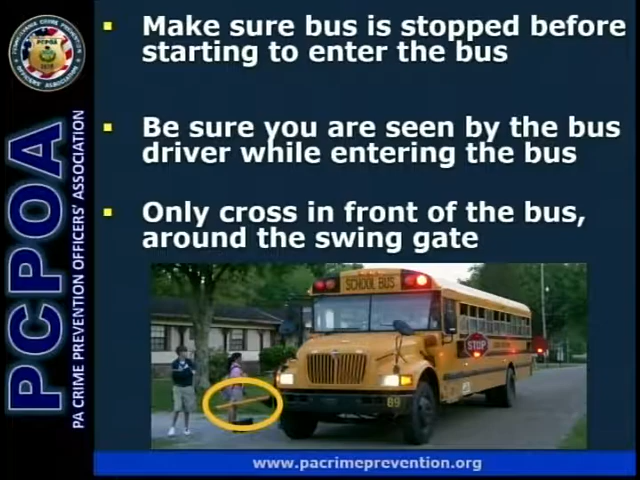 Make sure bus is stopped before
starting to enter the bus
Be sure you are seen by the bus
driver while entering the bus
Only cross in front of the bus,
around the swing gate
PCPOA
PA CRIME PREVENTION OFFICERS' ASSOCIATION
PCPOA
SCHOOL BUS
STOP
89
www.pacrimeprevention.org